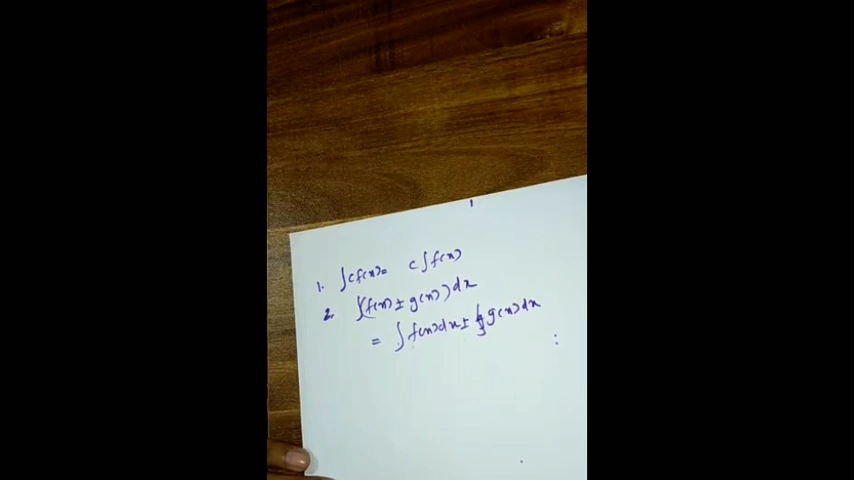 1. ∫cf(x)= c∫f(x)
2. ∫(f(x) ± g(x))dx
= ∫f(x)dx ± ∫g(x)dx